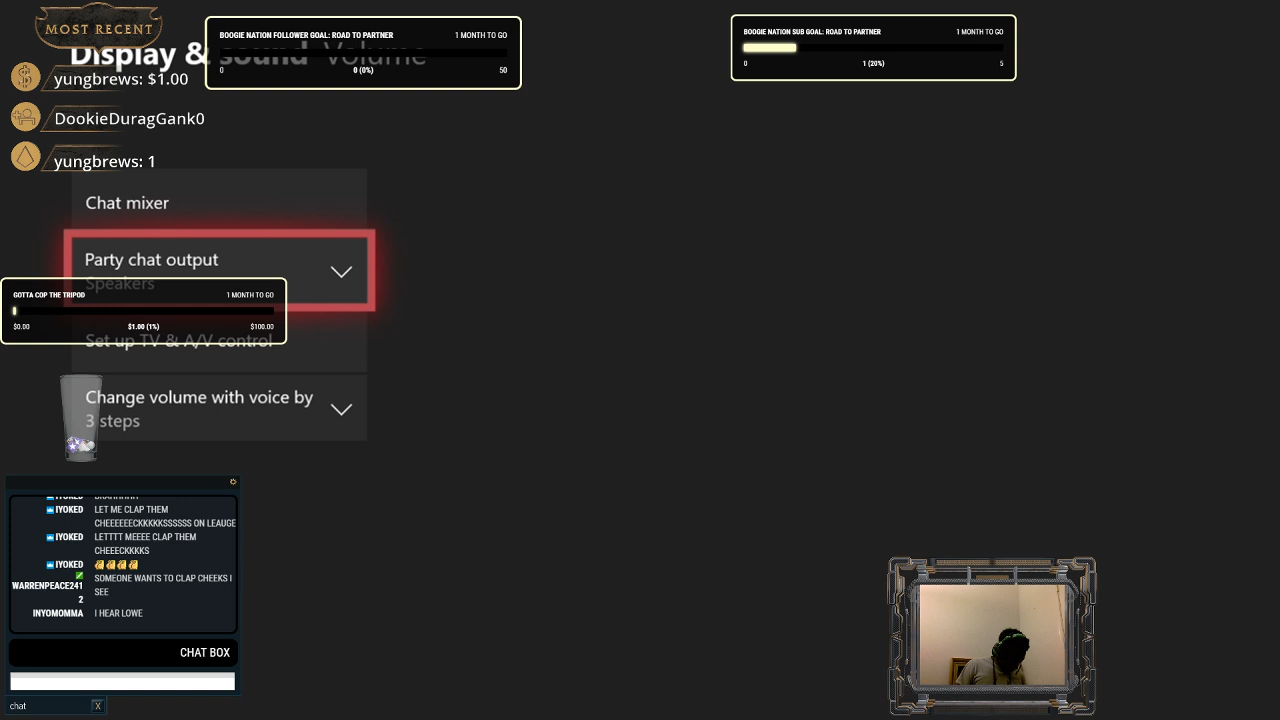 MOST RECENT
Display & sound Volume
yungbrews: $1.00
DookieDuragGank0
yungbrews: 1
BOOGIE NATION FOLLOWER GOAL: ROAD TO PARTNER 1 MONTH TO GO
0 0 (0%) 50
BOOGIE NATION SUB GOAL: ROAD TO PARTNER 1 MONTH TO GO
0 1 (20%) 5
Chat mixer
Party chat output
Speakers
GOTTA COP THE TRIPOD 1 MONTH TO GO
$0.00 $1.00 (1%) $100.00
Set up TV & A/V control
Change volume with voice by
3 steps
IYOKED
IYOKED LET ME CLAP THEM
CHEEEEECKKKKKSSSSSS ON LEAUGE
IYOKED LETTTT MEEEE CLAP THEM
CHEEECKKKKS
IYOKED
WARRENPEACE241
2
SOMEONE WANTS TO CLAP CHEEKS I
SEE
INYOMOMMA I HEAR LOWE
CHAT BOX
chat X